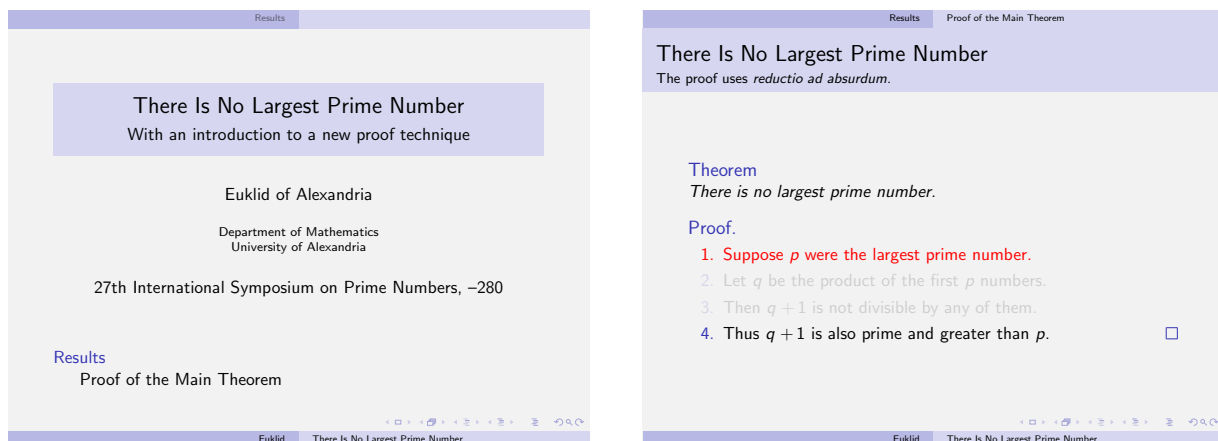 Results
There Is No Largest Prime Number
With an introduction to a new proof technique
Euklid of Alexandria
Department of Mathematics
University of Alexandria
27th International Symposium on Prime Numbers, –280
Results
Proof of the Main Theorem
Euklid There Is No Largest Prime Number
Results Proof of the Main Theorem
There Is No Largest Prime Number
The proof uses reductio ad absurdum.
Theorem
There is no largest prime number.
Proof.
1. Suppose p were the largest prime number.
2. Let q be the product of the first p numbers.
3. Then q + 1 is not divisible by any of them.
4. Thus q + 1 is also prime and greater than p.
Euklid There Is No Largest Prime Number